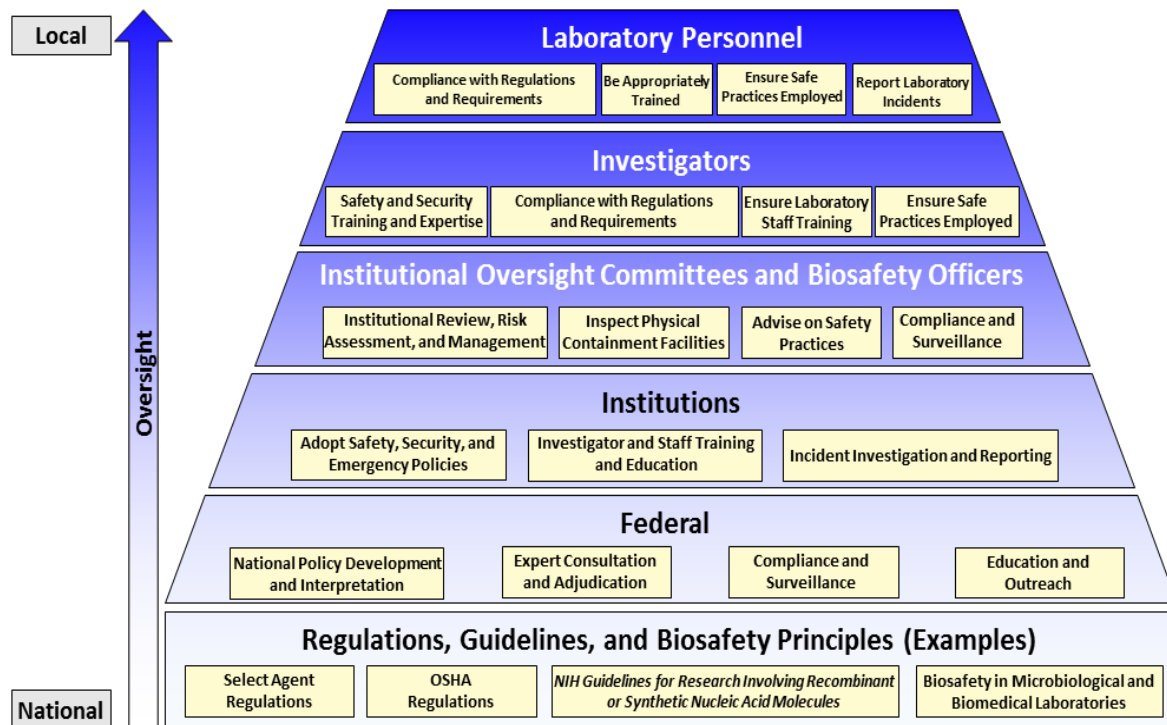 Local
Laboratory Personnel
Compliance with Regulations
and Requirements
Be Appropriately
Trained
Ensure Safe
Practices Employed
Report Laboratory
Incidents
Investigators
Safety and Security
Training and Expertise
Compliance with Regulations
and Requirements
Ensure Laboratory
Staff Training
Ensure Safe
Practices Employed
Institutional Oversight Committees and Biosafety Officers
Institutional Review, Risk
Assessment, and Management
Inspect Physical
Containment Facilities
Advise on Safety
Practices
Compliance and
Surveillance
Oversight
Institutions
Adopt Safety, Security, and
Emergency Policies
Investigator and Staff Training
and Education
Incident Investigation and Reporting
Federal
National Policy Development
and Interpretation
Expert Consultation
and Adjudication
Compliance and
Surveillance
Education and
Outreach
Regulations, Guidelines, and Biosafety Principles (Examples)
Select Agent
Regulations
OSHA
Regulations
NIH Guidelines for Research Involving Recombinant
or Synthetic Nucleic Acid Molecules
Biosafety in Microbiological and
Biomedical Laboratories
National